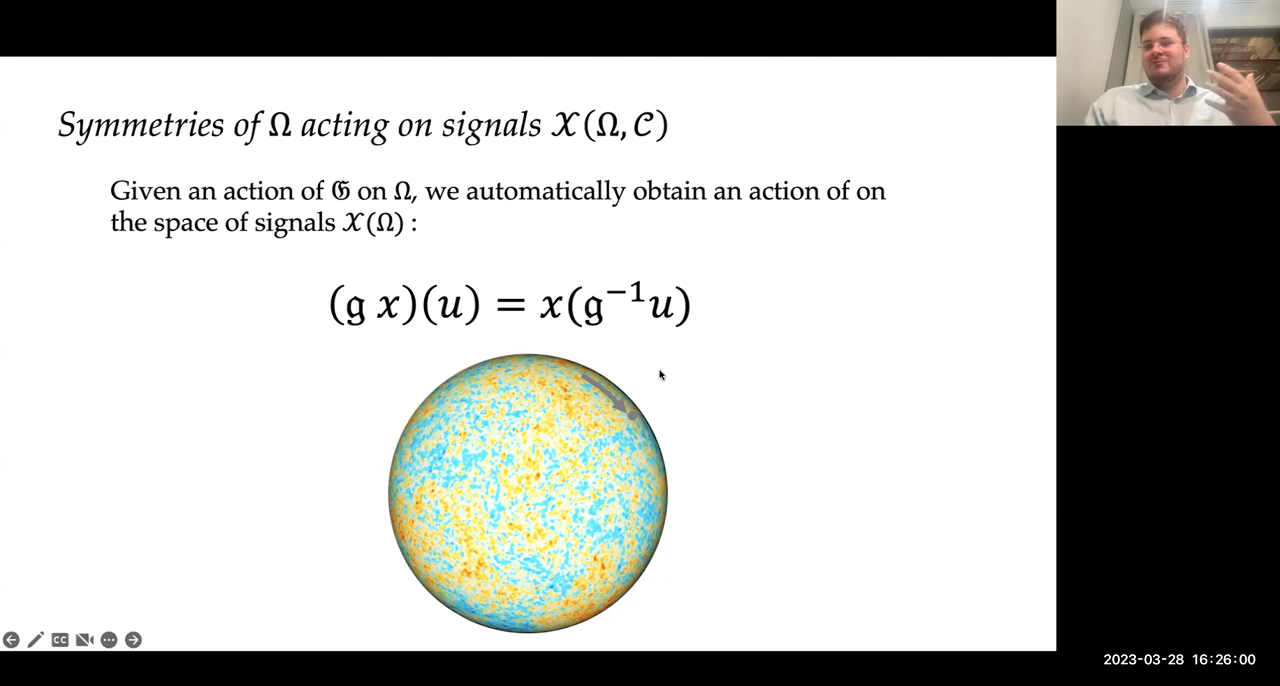 Symmetries of Ω acting on signals 𝒳(Ω, 𝒞)
Given an action of 𝔊 on Ω, we automatically obtain an action of on
the space of signals 𝒳(Ω) :
(𝔤 x)(u) = x(𝔤⁻¹u)
CC
2023-03-28 16:26:00